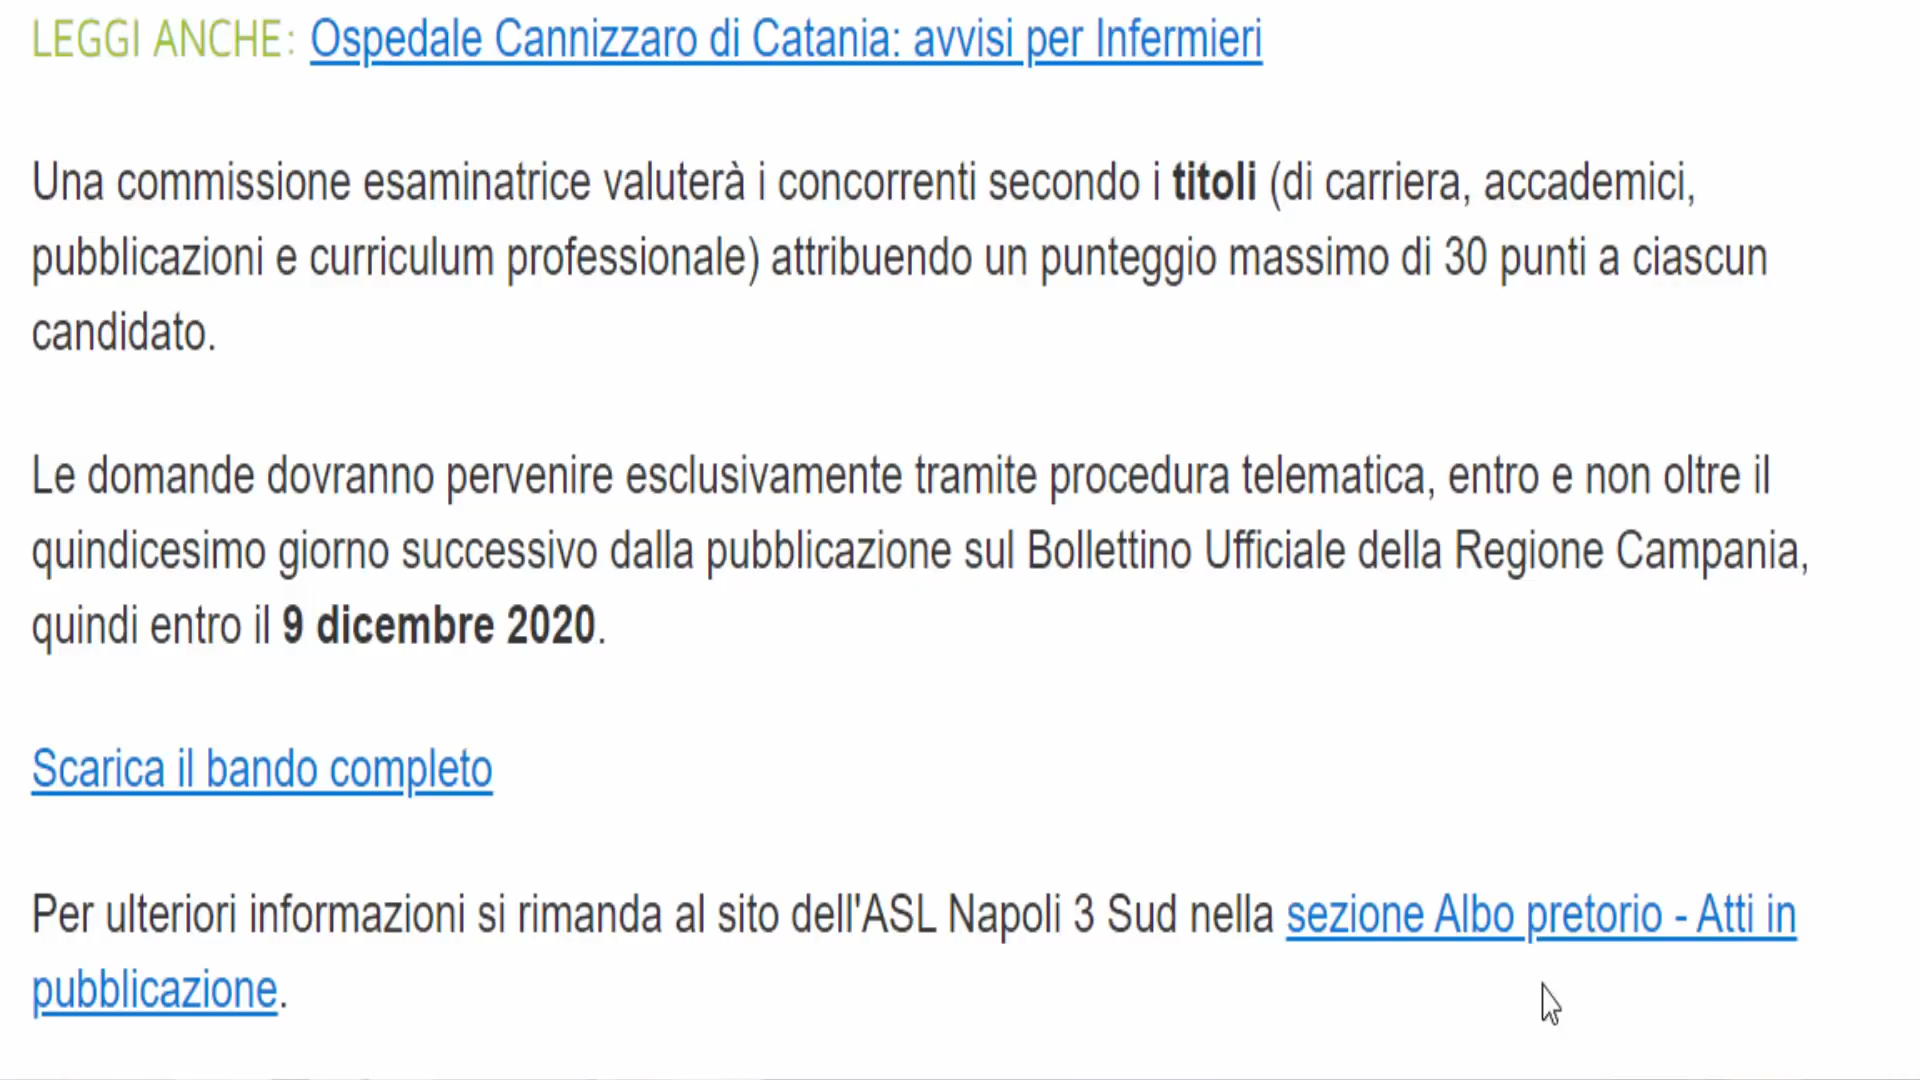 LEGGI ANCHE: Ospedale Cannizzaro di Catania: avvisi per Infermieri
Una commissione esaminatrice valuterà i concorrenti secondo i titoli (di carriera, accademici,
pubblicazioni e curriculum professionale) attribuendo un punteggio massimo di 30 punti a ciascun
candidato.
Le domande dovranno pervenire esclusivamente tramite procedura telematica, entro e non oltre il
quindicesimo giorno successivo dalla pubblicazione sul Bollettino Ufficiale della Regione Campania,
quindi entro il 9 dicembre 2020.
Scarica il bando completo
Per ulteriori informazioni si rimanda al sito dell'ASL Napoli 3 Sud nella sezione Albo pretorio - Atti in
pubblicazione.